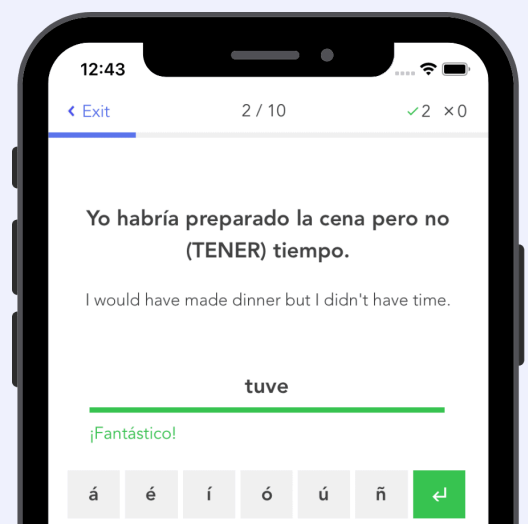 12:43
Exit
2 / 10
✓2 ×0
Yo habría preparado la cena pero no
(TENER) tiempo.
I would have made dinner but I didn't have time.
tuve
¡Fantástico!
á é í ó ú ñ